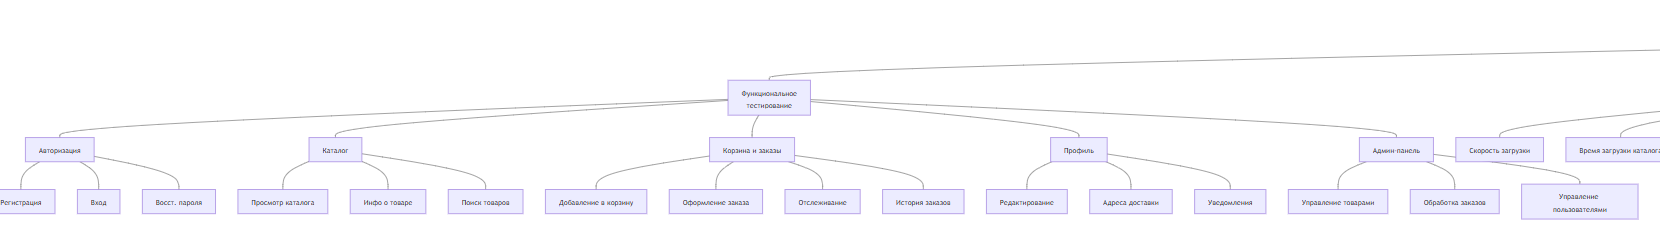 Функциональное
тестирование
Авторизация
Каталог
Корзина и заказы
Профиль
Админ-панель
Скорость загрузки
Время загрузки каталога
Регистрация
Вход
Восст. пароля
Просмотр каталога
Инфо о товаре
Поиск товаров
Добавление в корзину
Оформление заказа
Отслеживание
История заказов
Редактирование
Адреса доставки
Уведомления
Управление товарами
Обработка заказов
Управление
пользователями